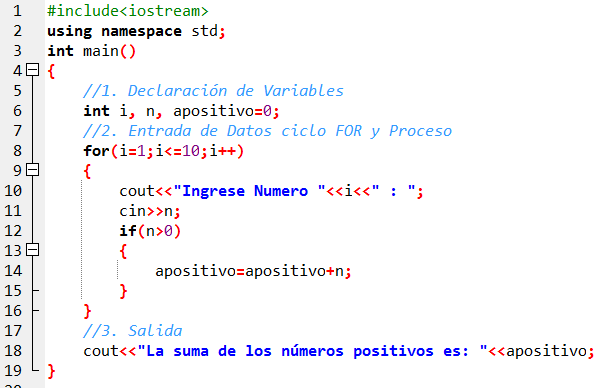 1 #include<iostream>
2 using namespace std;
3 int main()
4 {
5 //1. Declaración de Variables
6 int i, n, apositivo=0;
7 //2. Entrada de Datos ciclo FOR y Proceso
8 for(i=1;i<=10;i++)
9 {
10 cout<<"Ingrese Numero "<<i<<" : ";
11 cin>>n;
12 if(n>0)
13 {
14 apositivo=apositivo+n;
15 }
16 }
17 //3. Salida
18 cout<<"La suma de los números positivos es: "<<apositivo;
19 }